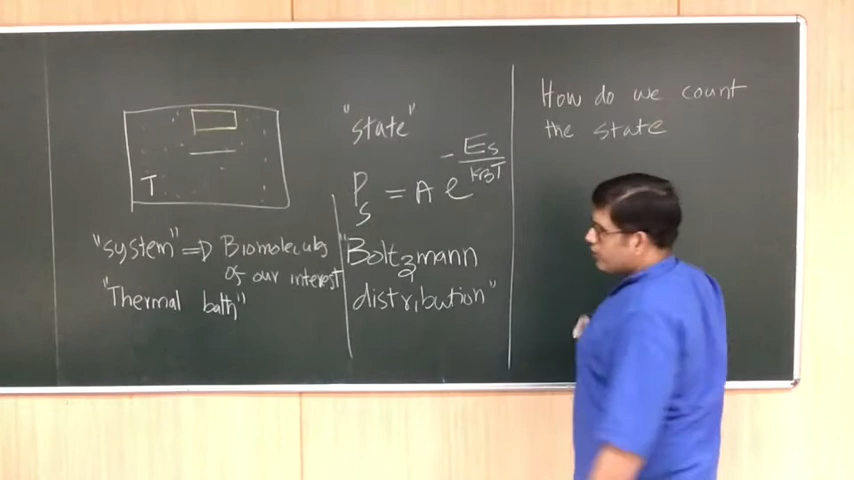 T
"system" ⇒ Biomolecules
of our interest
"Thermal bath"
"state"
P_S = A e^{-\frac{E_S}{k_B T}}
"Boltzmann
distribution"
How do we count
the state